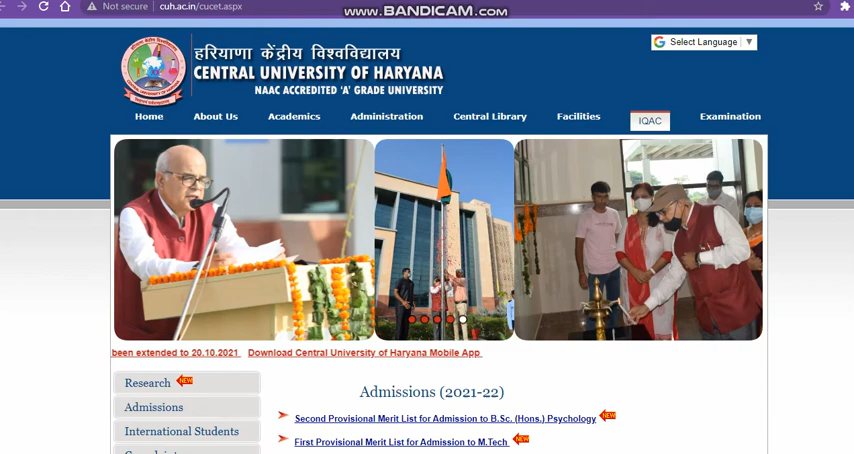 Not secure | cuh.ac.in/cucet.aspx
www.BANDICAM.com
हरियाणा केंद्रीय विश्वविद्यालय
CENTRAL UNIVERSITY OF HARYANA
NAAC ACCREDITED 'A' GRADE UNIVERSITY
Select Language
Home About Us Academics Administration Central Library Facilities IQAC Examination
been extended to 20.10.2021 Download Central University of Haryana Mobile App
Research NEW
Admissions
International Students
Admissions (2021-22)
Second Provisional Merit List for Admission to B.Sc. (Hons.) Psychology NEW
First Provisional Merit List for Admission to M.Tech NEW